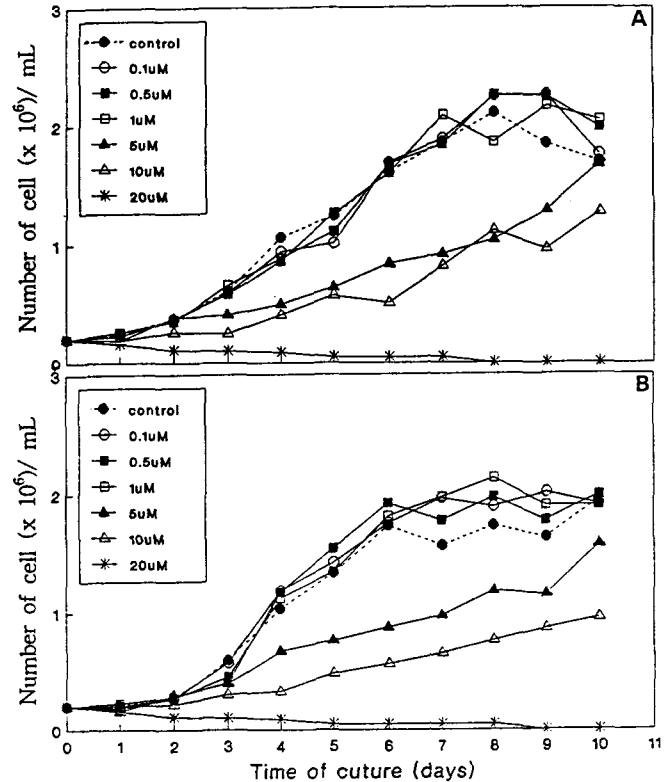 A
Number of cell (x 10⁶)/ mL
3
2
1
0
control
0.1uM
0.5uM
1uM
5uM
10uM
20uM
B
Number of cell (x 10⁶)/ mL
3
2
1
0
control
0.1uM
0.5uM
1uM
5uM
10uM
20uM
0 1 2 3 4 5 6 7 8 9 10 11
Time of cuture (days)